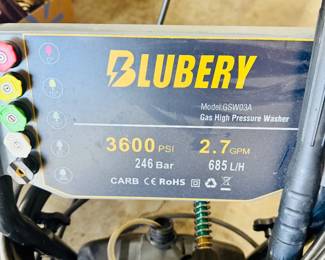 BLUBERY
Model:GSW03A
Gas High Pressure Washer
3600 PSI 2.7 GPM
246 Bar 685 L/H
CARB CE RoHS